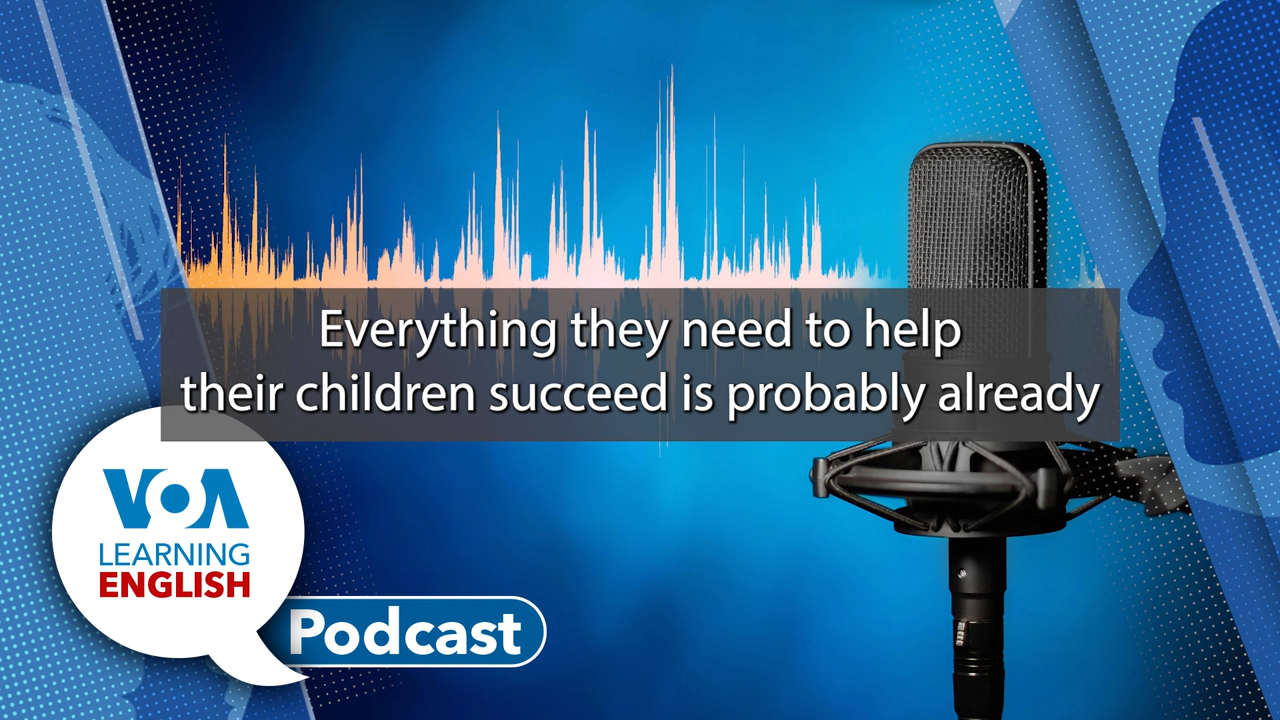 Everything they need to help
their children succeed is probably already
VOA
LEARNING
ENGLISH
Podcast